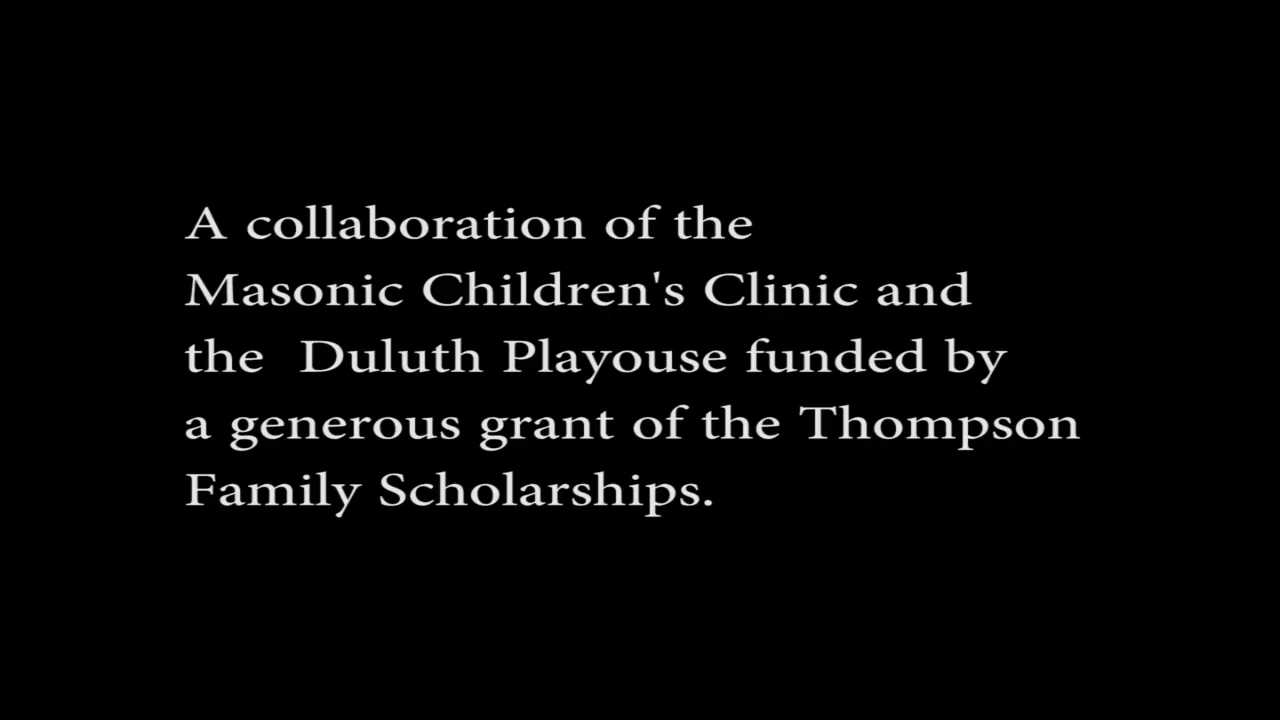 A collaboration of the
Masonic Children's Clinic and
the  Duluth Playouse funded by
a generous grant of the Thompson
Family Scholarships.